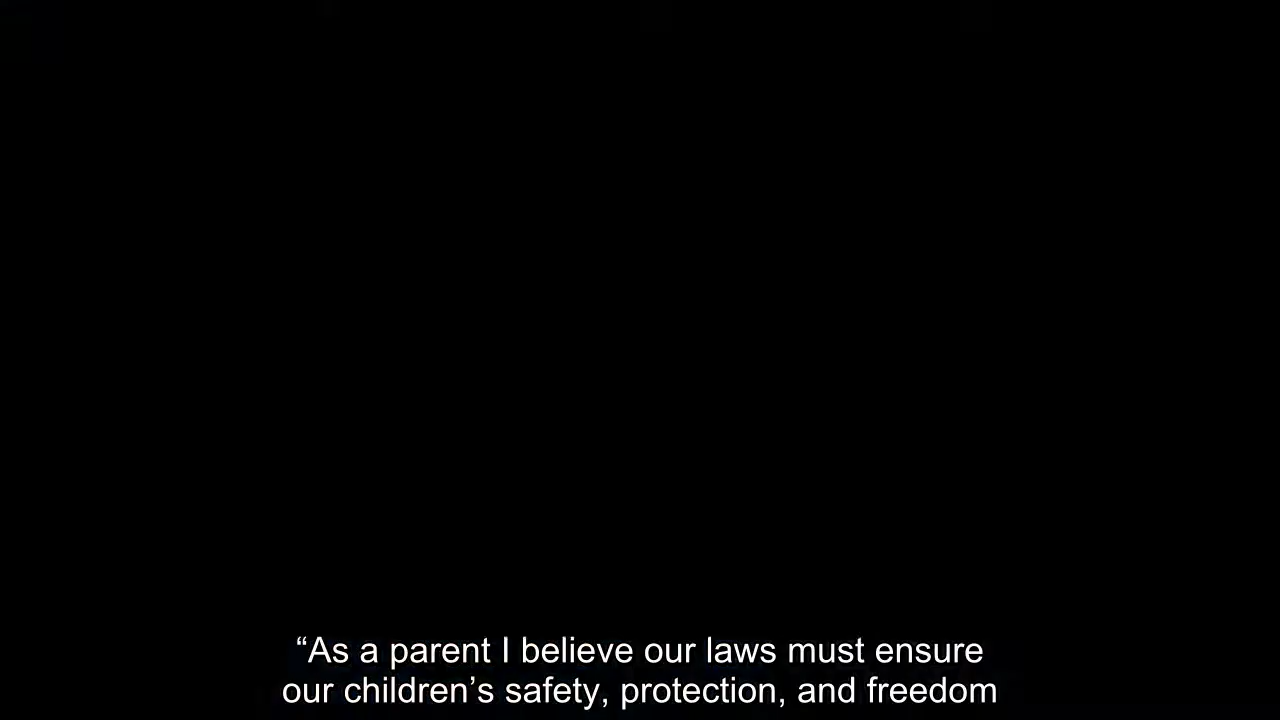 “As a parent I believe our laws must ensure
our children’s safety, protection, and freedom